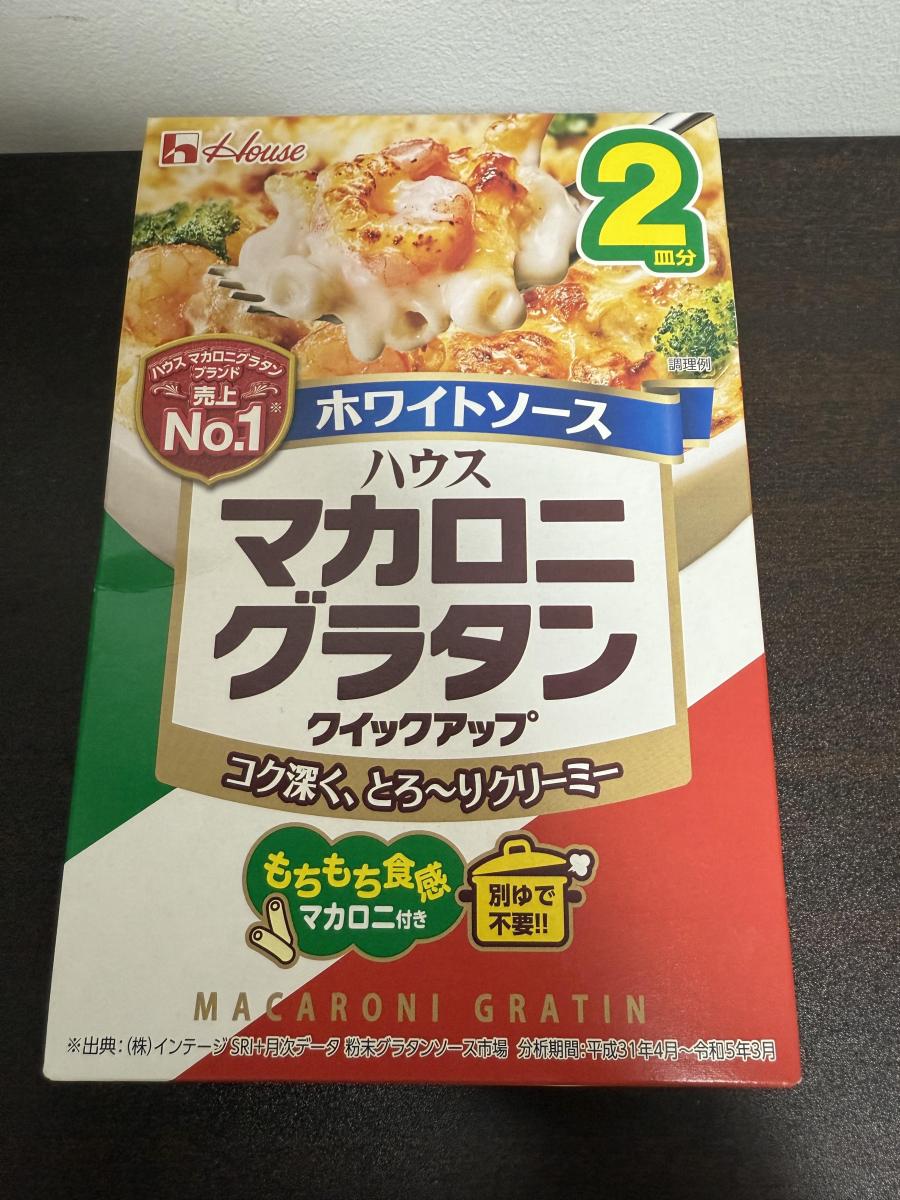 House
2
皿分
調理例
ハウス マカロニグラタン
ブランド
売上
No.1※
ホワイトソース
ハウス
マカロニ
グラタン
クイックアップ
コク深く、とろ～りクリーミー
もちもち食感
マカロニ付き
別ゆで
不要!!
MACARONI GRATIN
※出典：(株)インテージ SRI+月次データ 粉末グラタンソース市場 分析期間：平成31年4月～令和5年3月